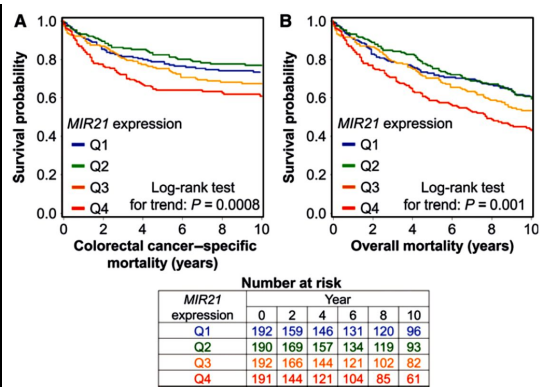 A
Survival probability
1.0
0.8
0.6
0.4
0.2
0.0
MIR21 expression
Q1
Q2
Q3
Q4
Log-rank test
for trend: P = 0.0008
0 2 4 6 8 10
Colorectal cancer–specific
mortality (years)
B
Survival probability
1.0
0.8
0.6
0.4
0.2
0.0
MIR21 expression
Q1
Q2
Q3
Q4
Log-rank test
for trend: P = 0.001
0 2 4 6 8 10
Overall mortality (years)
Number at risk
MIR21 expression Year
0 2 4 6 8 10
Q1 192 159 146 131 120 96
Q2 190 169 157 134 119 93
Q3 192 166 144 121 102 82
Q4 191 144 121 104 85 61